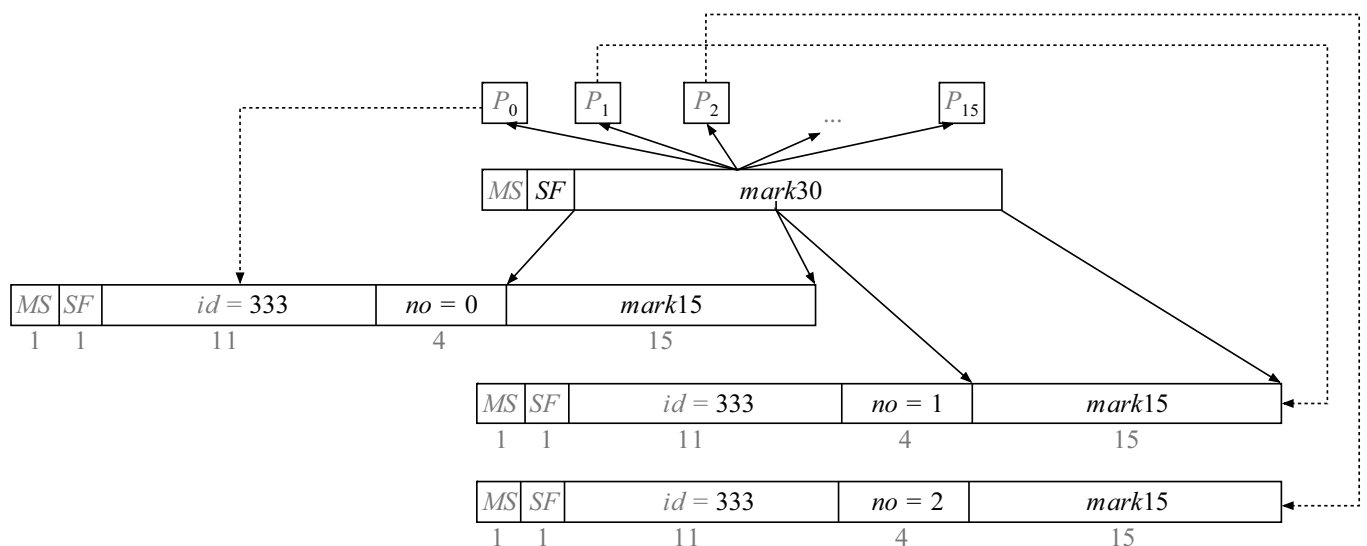 P0 P1 P2 ... P15
MS SF mark30
MS SF id = 333 no = 0 mark15
1 1 11 4 15
MS SF id = 333 no = 1 mark15
1 1 11 4 15
MS SF id = 333 no = 2 mark15
1 1 11 4 15